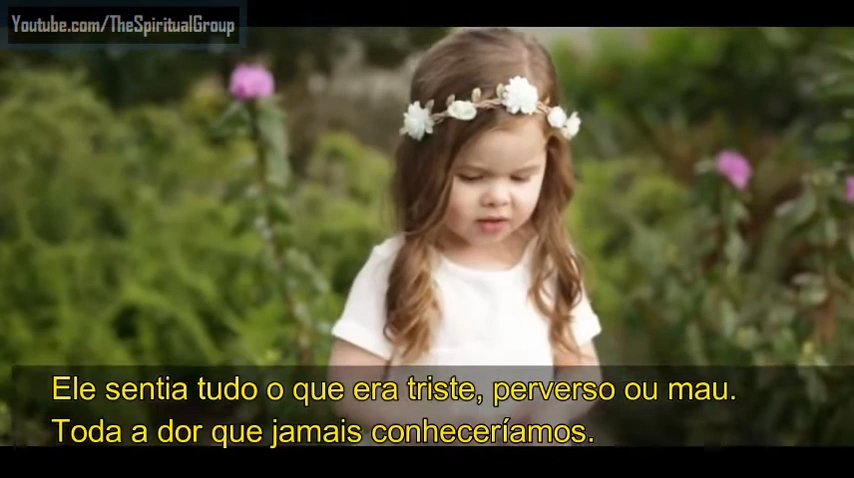 Youtube.com/TheSpiritualGroup
Ele sentia tudo o que era triste, perverso ou mau.
Toda a dor que jamais conheceríamos.